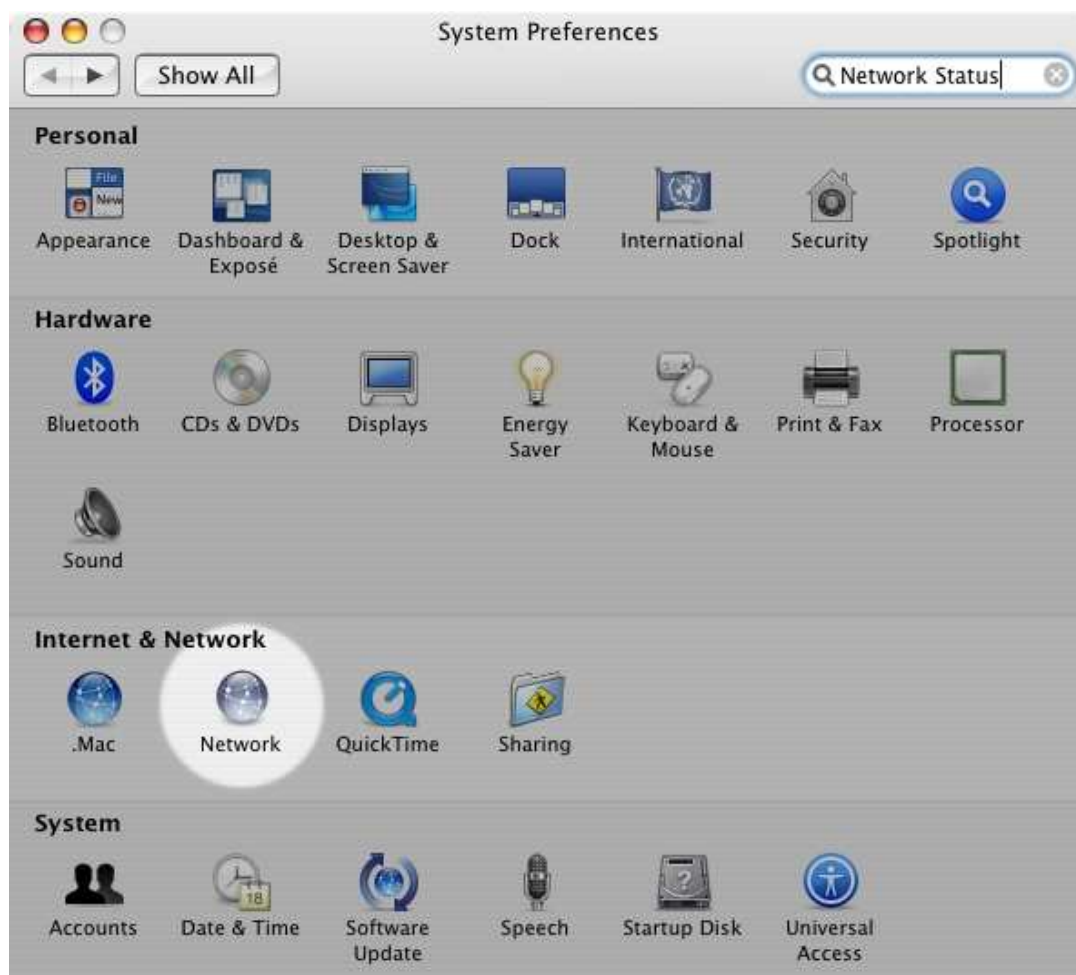 System Preferences
Show All
Network Status
Personal
File
New
Appearance Dashboard & Desktop & Dock International Security Spotlight
Exposé Screen Saver
Hardware
Bluetooth CDs & DVDs Displays Energy Keyboard & Print & Fax Processor
Saver Mouse
Sound
Internet & Network
.Mac Network QuickTime Sharing
System
18
?
Accounts Date & Time Software Speech Startup Disk Universal
Update Access